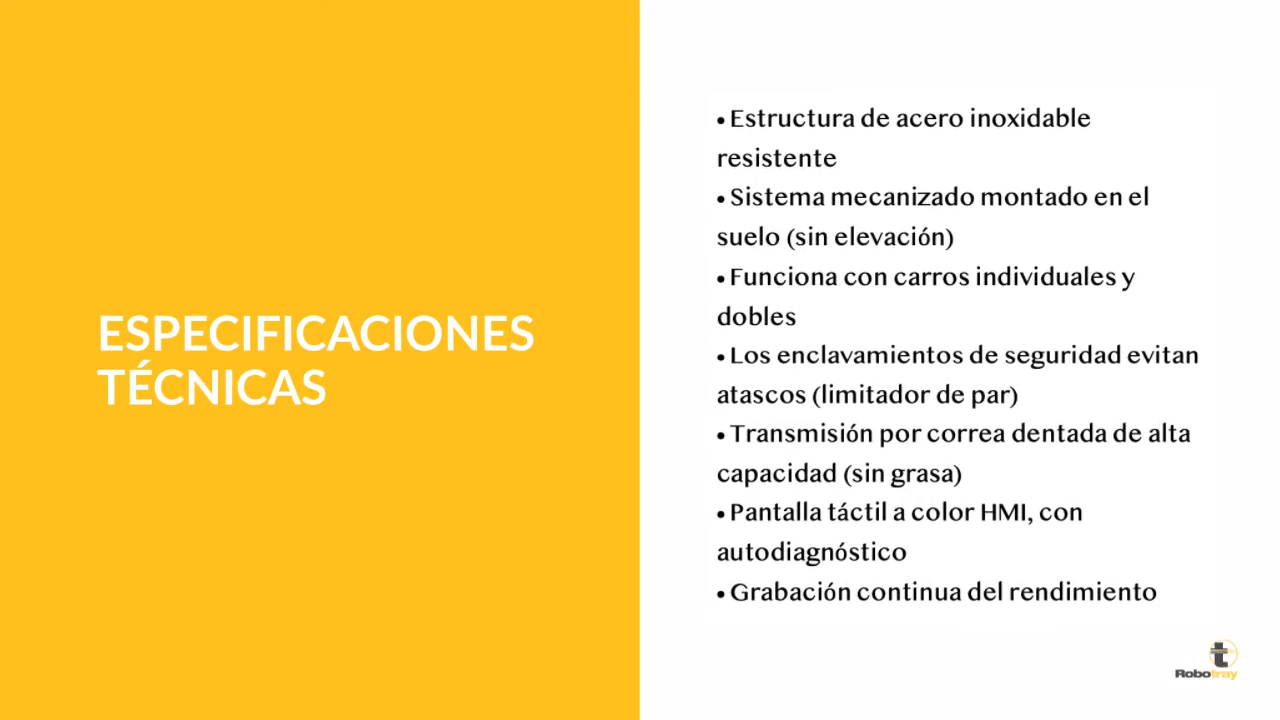 ESPECIFICACIONES
TÉCNICAS
• Estructura de acero inoxidable
resistente
• Sistema mecanizado montado en el
suelo (sin elevación)
• Funciona con carros individuales y
dobles
• Los enclavamientos de seguridad evitan
atascos (limitador de par)
• Transmisión por correa dentada de alta
capacidad (sin grasa)
• Pantalla táctil a color HMI, con
autodiagnóstico
• Grabación continua del rendimiento
t
Robotray